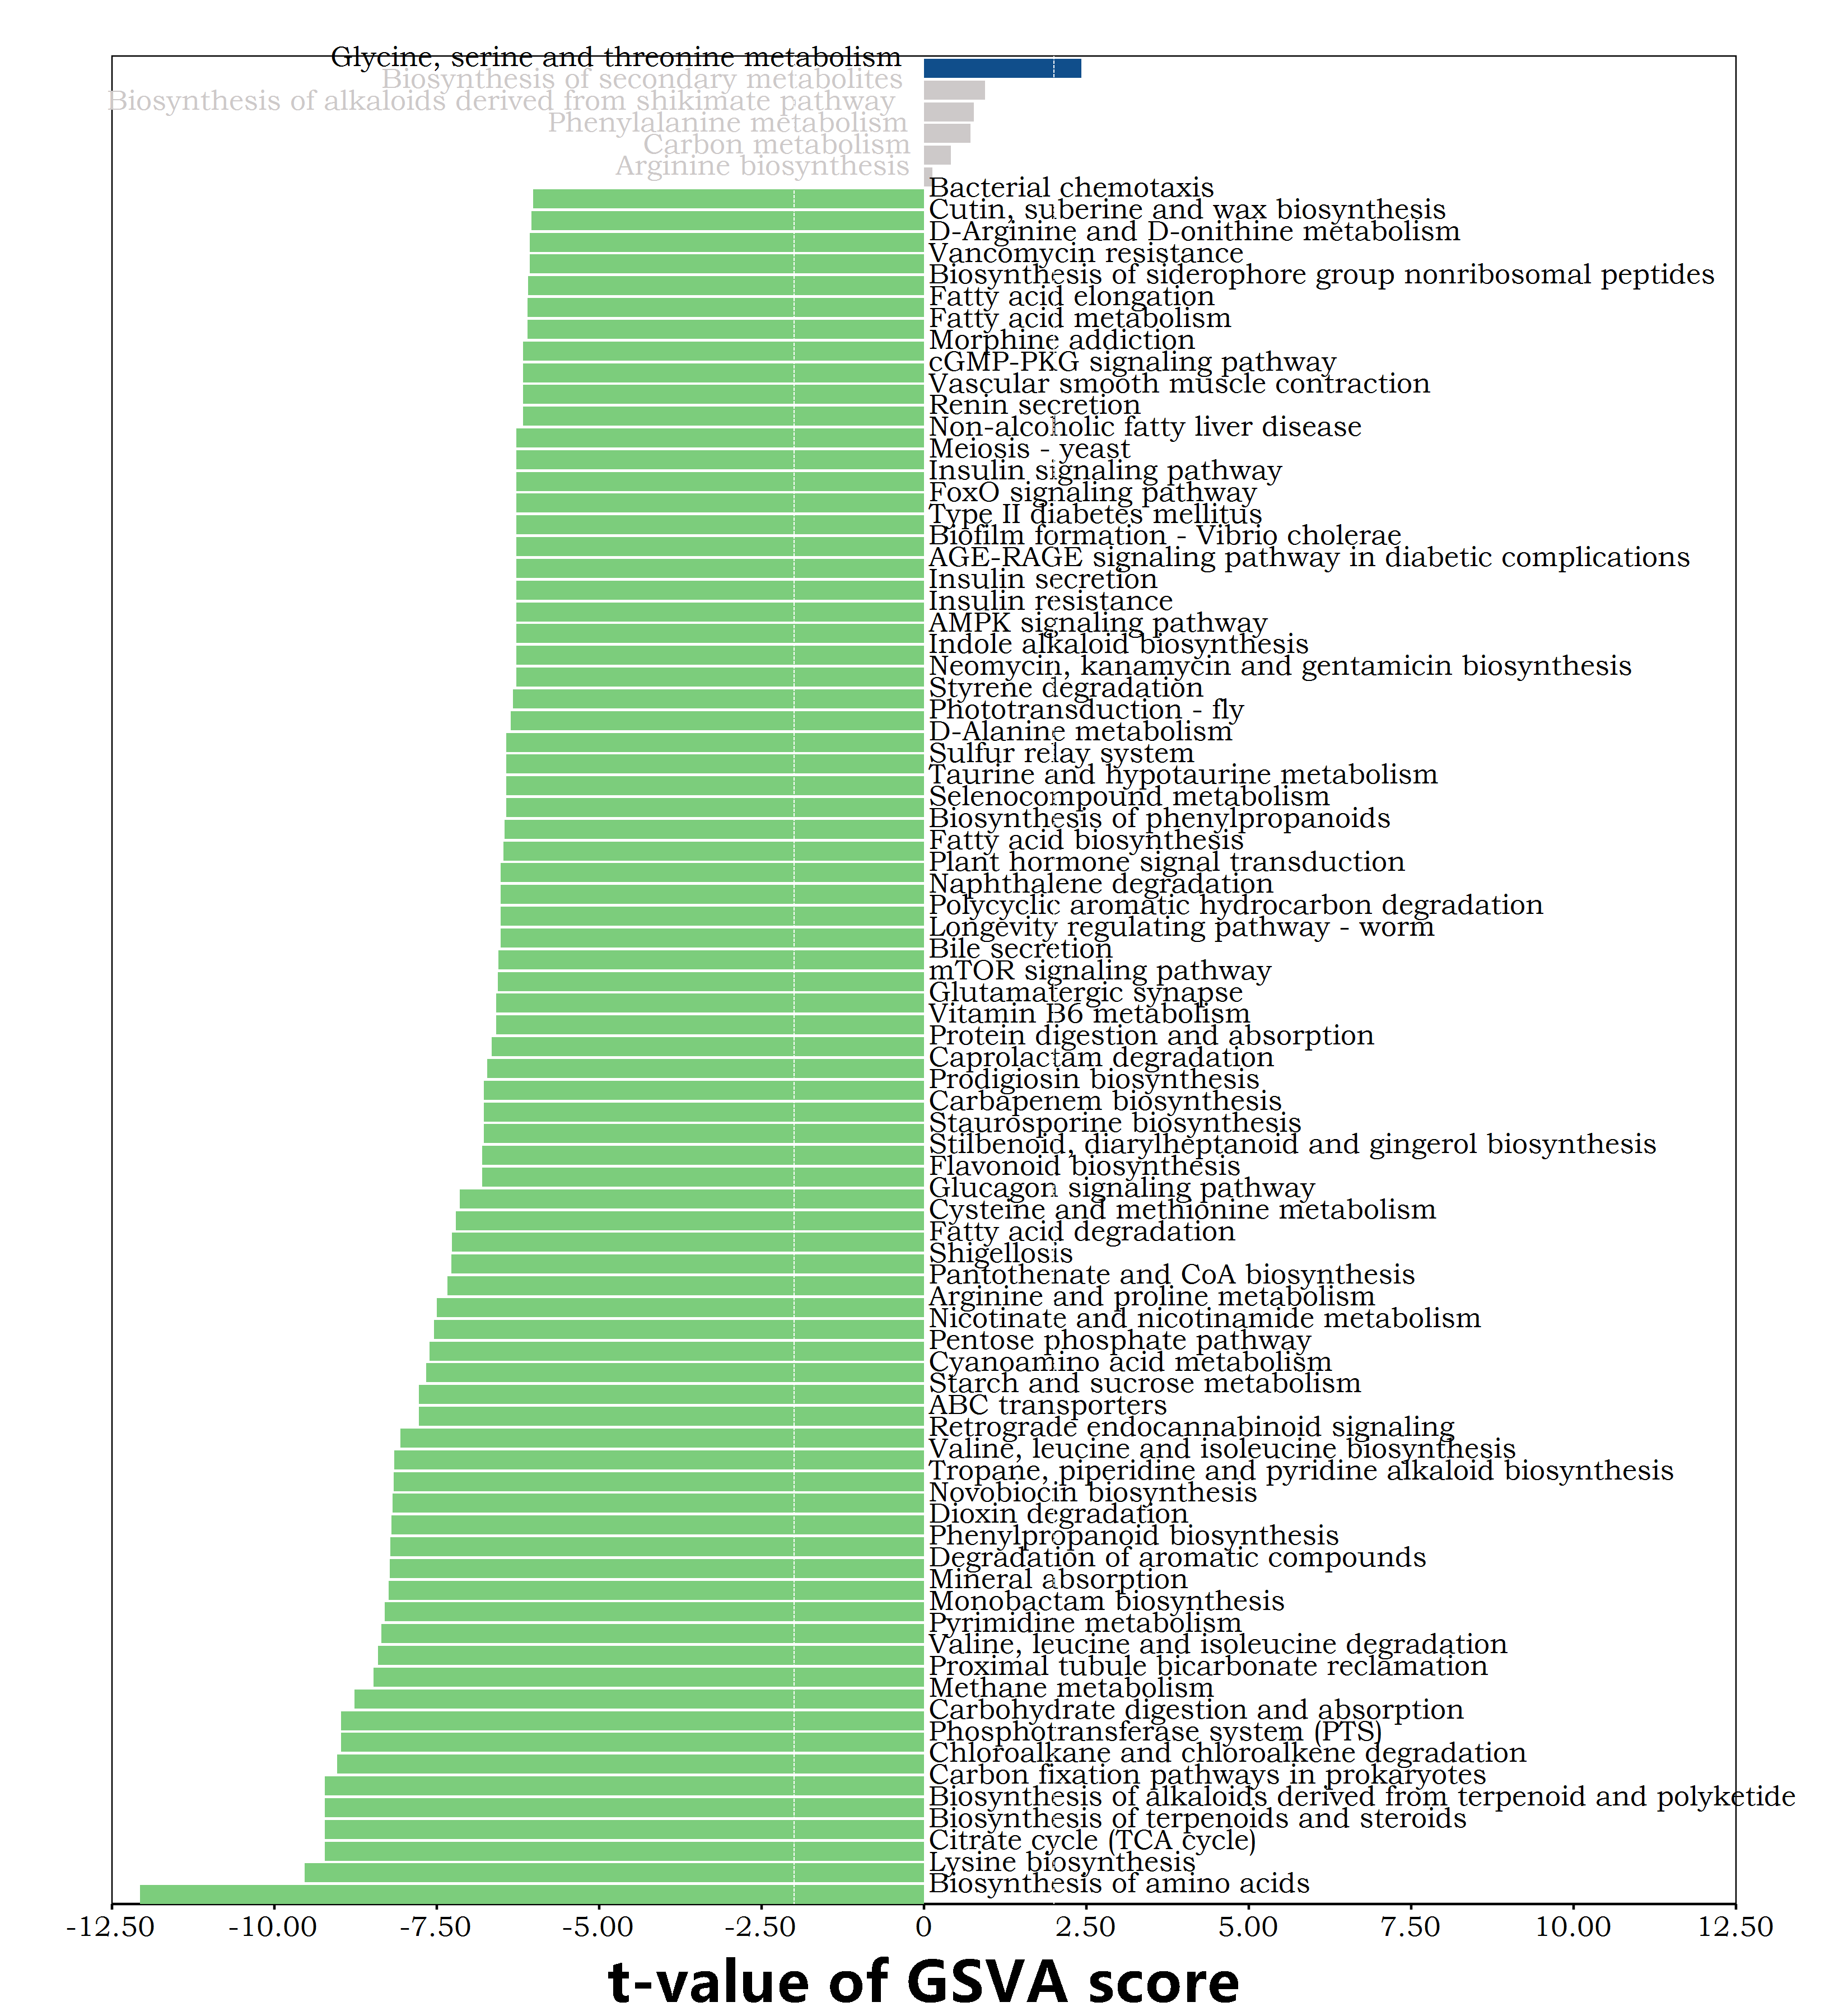 Glycine, serine and threonine metabolism
Biosynthesis of secondary metabolites
Biosynthesis of alkaloids derived from shikimate pathway
Phenylalanine metabolism
Carbon metabolism
Arginine biosynthesis
Bacterial chemotaxis
Cutin, suberine and wax biosynthesis
D-Arginine and D-onithine metabolism
Vancomycin resistance
Biosynthesis of siderophore group nonribosomal peptides
Fatty acid elongation
Fatty acid metabolism
Morphine addiction
cGMP-PKG signaling pathway
Vascular smooth muscle contraction
Renin secretion
Non-alcoholic fatty liver disease
Meiosis - yeast
Insulin signaling pathway
FoxO signaling pathway
Type II diabetes mellitus
Biofilm formation - Vibrio cholerae
AGE-RAGE signaling pathway in diabetic complications
Insulin secretion
Insulin resistance
AMPK signaling pathway
Indole alkaloid biosynthesis
Neomycin, kanamycin and gentamicin biosynthesis
Styrene degradation
Phototransduction - fly
D-Alanine metabolism
Sulfur relay system
Taurine and hypotaurine metabolism
Selenocompound metabolism
Biosynthesis of phenylpropanoids
Fatty acid biosynthesis
Plant hormone signal transduction
Naphthalene degradation
Polycyclic aromatic hydrocarbon degradation
Longevity regulating pathway - worm
Bile secretion
mTOR signaling pathway
Glutamatergic synapse
Vitamin B6 metabolism
Protein digestion and absorption
Caprolactam degradation
Prodigiosin biosynthesis
Carbapenem biosynthesis
Staurosporine biosynthesis
Stilbenoid, diarylheptanoid and gingerol biosynthesis
Flavonoid biosynthesis
Glucagon signaling pathway
Cysteine and methionine metabolism
Fatty acid degradation
Shigellosis
Pantothenate and CoA biosynthesis
Arginine and proline metabolism
Nicotinate and nicotinamide metabolism
Pentose phosphate pathway
Cyanoamino acid metabolism
Starch and sucrose metabolism
ABC transporters
Retrograde endocannabinoid signaling
Valine, leucine and isoleucine biosynthesis
Tropane, piperidine and pyridine alkaloid biosynthesis
Novobiocin biosynthesis
Dioxin degradation
Phenylpropanoid biosynthesis
Degradation of aromatic compounds
Mineral absorption
Monobactam biosynthesis
Pyrimidine metabolism
Valine, leucine and isoleucine degradation
Proximal tubule bicarbonate reclamation
Methane metabolism
Carbohydrate digestion and absorption
Phosphotransferase system (PTS)
Chloroalkane and chloroalkene degradation
Carbon fixation pathways in prokaryotes
Biosynthesis of alkaloids derived from terpenoid and polyketide
Biosynthesis of terpenoids and steroids
Citrate cycle (TCA cycle)
Lysine biosynthesis
Biosynthesis of amino acids
-12.50 -10.00 -7.50 -5.00 -2.50 0 2.50 5.00 7.50 10.00 12.50
t-value of GSVA score